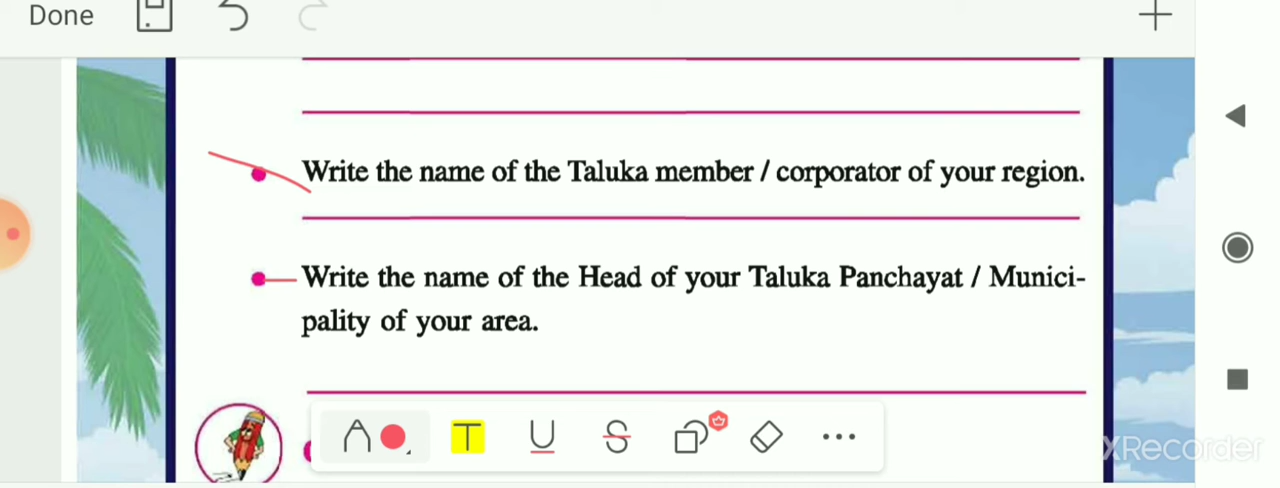 Done
Write the name of the Taluka member / corporator of your region.
Write the name of the Head of your Taluka Panchayat / Munici-
pality of your area.
T U S
XRecorder